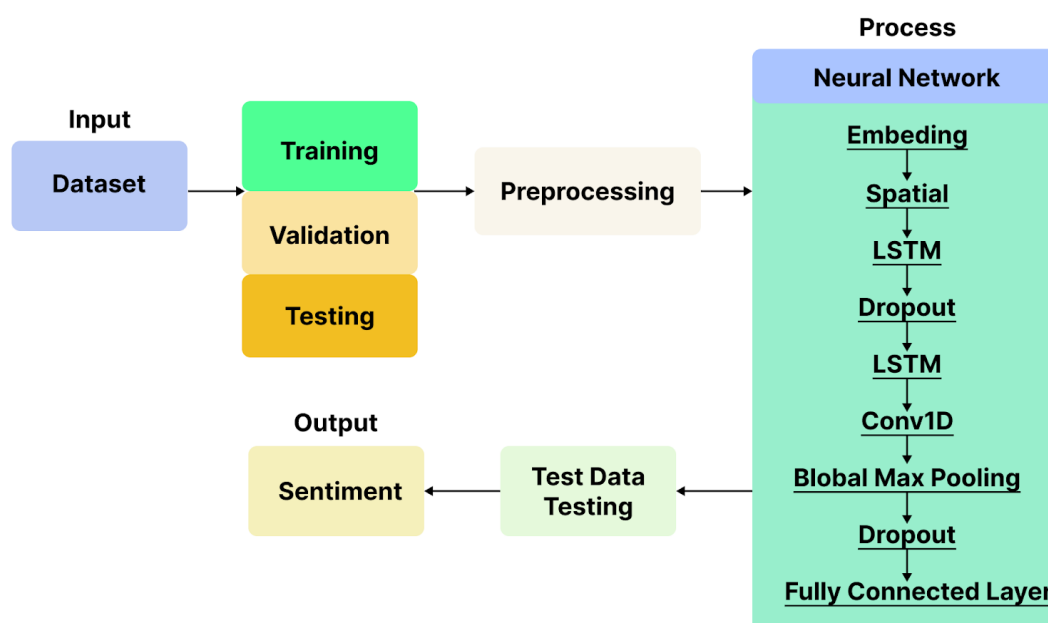 Process
Neural Network
Input
Dataset
Training
Validation
Testing
Preprocessing
Embeding
Spatial
LSTM
Dropout
LSTM
Conv1D
Blobal Max Pooling
Dropout
Fully Connected Layer
Output
Sentiment
Test Data
Testing